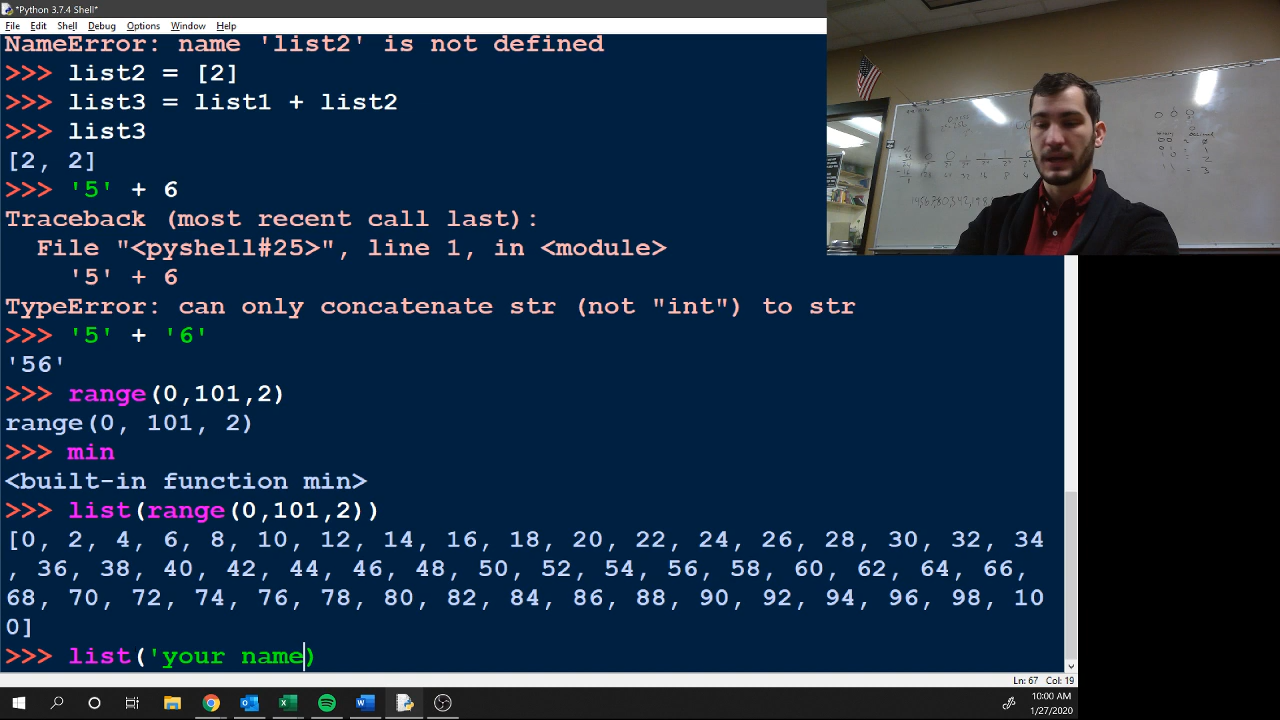 *Python 3.7.4 Shell*
File Edit Shell Debug Options Window Help
NameError: name 'list2' is not defined
>>> list2 = [2]
>>> list3 = list1 + list2
>>> list3
[2, 2]
>>> '5' + 6
Traceback (most recent call last):
  File "<pyshell#25>", line 1, in <module>
    '5' + 6
TypeError: can only concatenate str (not "int") to str
>>> '5' + '6'
'56'
>>> range(0,101,2)
range(0, 101, 2)
>>> min
<built-in function min>
>>> list(range(0,101,2))
[0, 2, 4, 6, 8, 10, 12, 14, 16, 18, 20, 22, 24, 26, 28, 30, 32, 34
, 36, 38, 40, 42, 44, 46, 48, 50, 52, 54, 56, 58, 60, 62, 64, 66,
68, 70, 72, 74, 76, 78, 80, 82, 84, 86, 88, 90, 92, 94, 96, 98, 10
0]
>>> list('your name)
Ln: 67 Col: 19
10:00 AM
1/27/2020